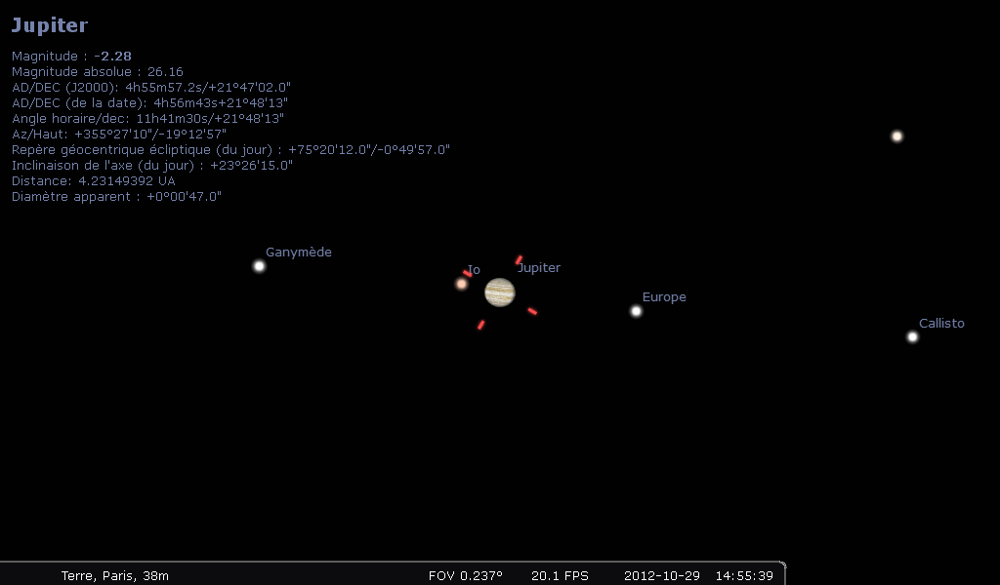 Jupiter
Magnitude : -2.28
Magnitude absolue : 26.16
AD/DEC (J2000): 4h55m57.2s/+21°47'02.0"
AD/DEC (de la date): 4h56m43s+21°48'13"
Angle horaire/dec: 11h41m30s/+21°48'13"
Az/Haut: +355°27'10"/-19°12'57"
Repère géocentrique écliptique (du jour) : +75°20'12.0"/-0°49'57.0"
Inclinaison de l'axe (du jour) : +23°26'15.0"
Distance: 4.23149392 UA
Diamètre apparent : +0°00'47.0"
Ganymède
Io
Jupiter
Europe
Callisto
Terre, Paris, 38m FOV 0.237° 20.1 FPS 2012-10-29 14:55:39